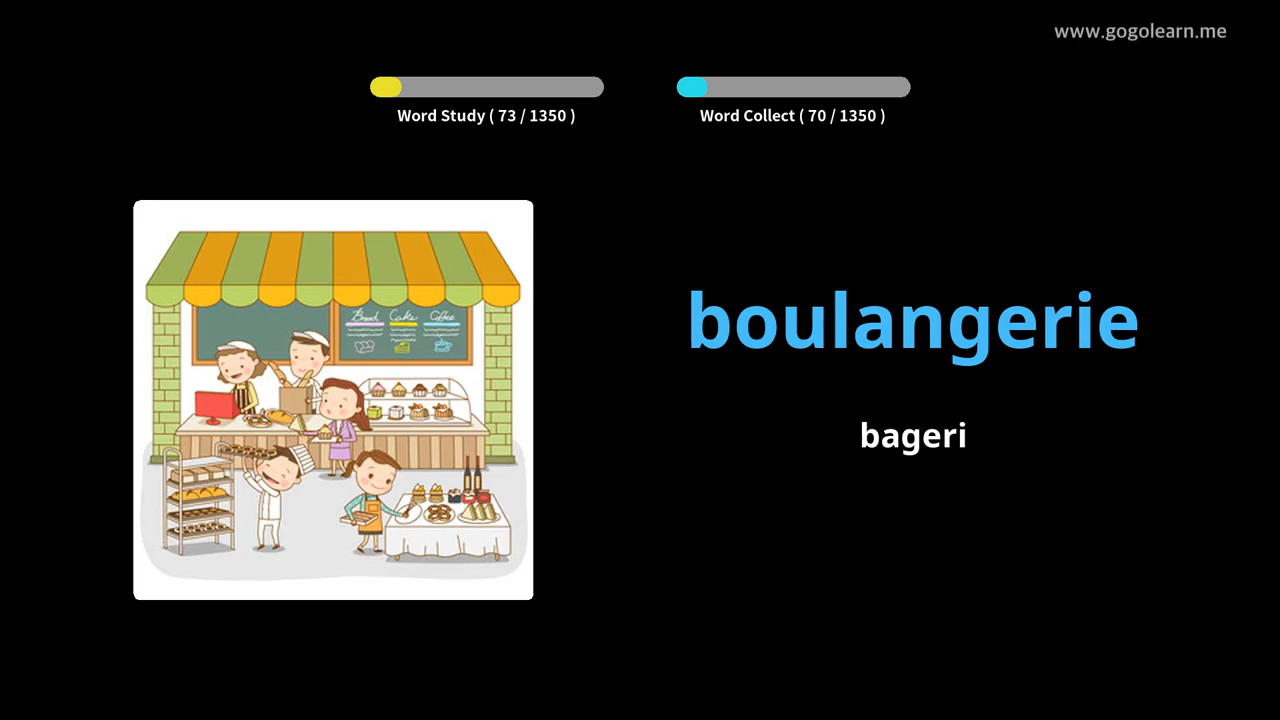 www.gogolearn.me
Word Study ( 73 / 1350 )
Word Collect ( 70 / 1350 )
Bread Cake Coffee
boulangerie
bageri